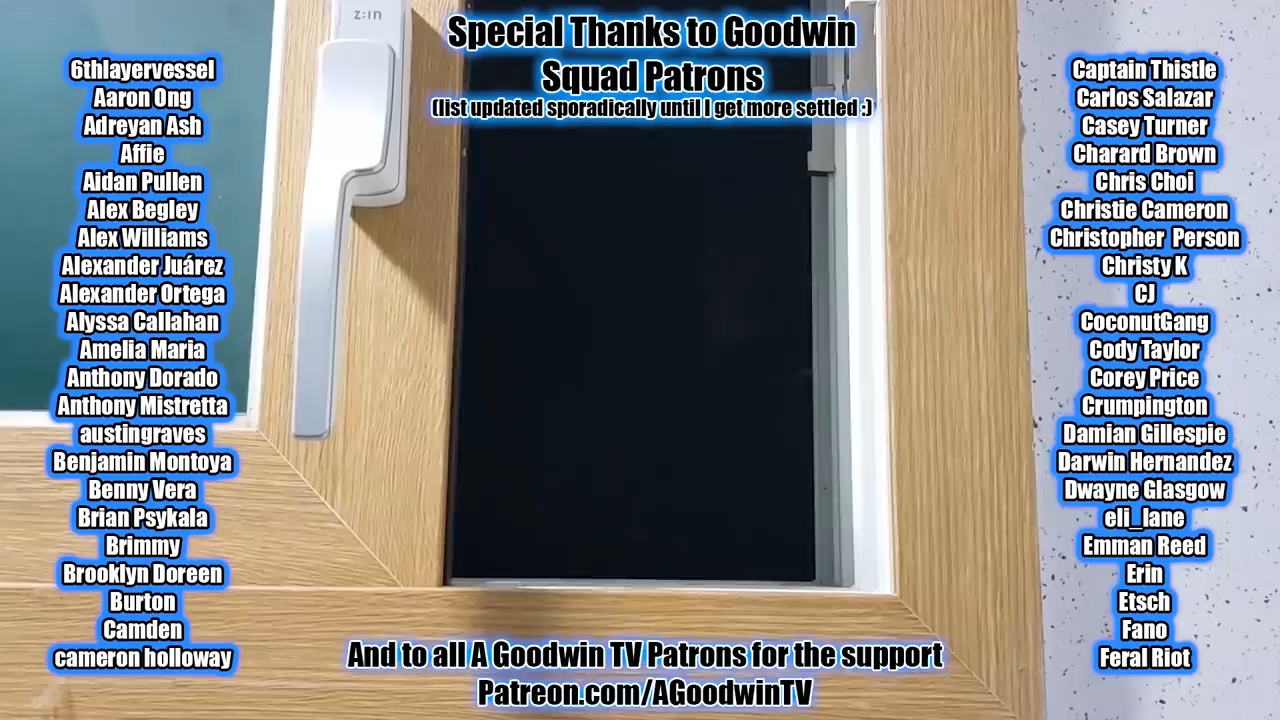 z:in
Special Thanks to Goodwin
Squad Patrons
(list updated sporadically until I get more settled :)
6thlayervessel
Aaron Ong
Adreyan Ash
Affie
Aidan Pullen
Alex Begley
Alex Williams
Alexander Juárez
Alexander Ortega
Alyssa Callahan
Amelia Maria
Anthony Dorado
Anthony Mistretta
austingraves
Benjamin Montoya
Benny Vera
Brian Psykala
Brimmy
Brooklyn Doreen
Burton
Camden
cameron holloway
Captain Thistle
Carlos Salazar
Casey Turner
Charard Brown
Chris Choi
Christie Cameron
Christopher Person
Christy K
CJ
CoconutGang
Cody Taylor
Corey Price
Crumpington
Damian Gillespie
Darwin Hernandez
Dwayne Glasgow
eli_lane
Emman Reed
Erin
Etsch
Fano
Feral Riot
And to all A Goodwin TV Patrons for the support
Patreon.com/AGoodwinTV